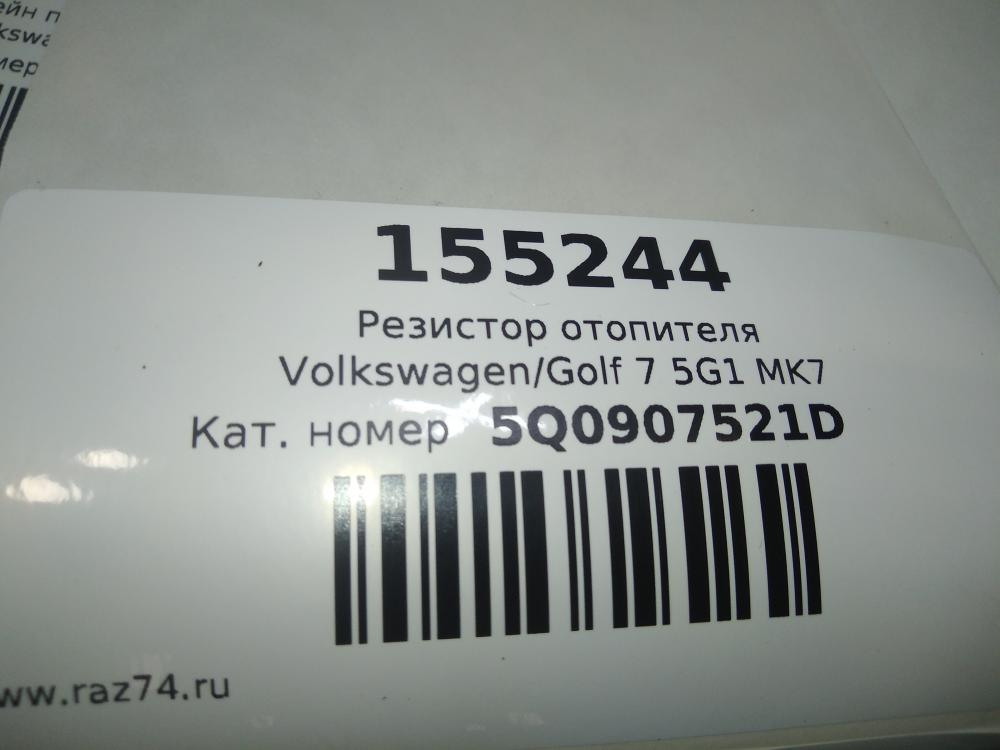 155244
Резистор отопителя
Volkswagen/Golf 7 5G1 MK7
Кат. номер 5Q0907521D
www.raz74.ru